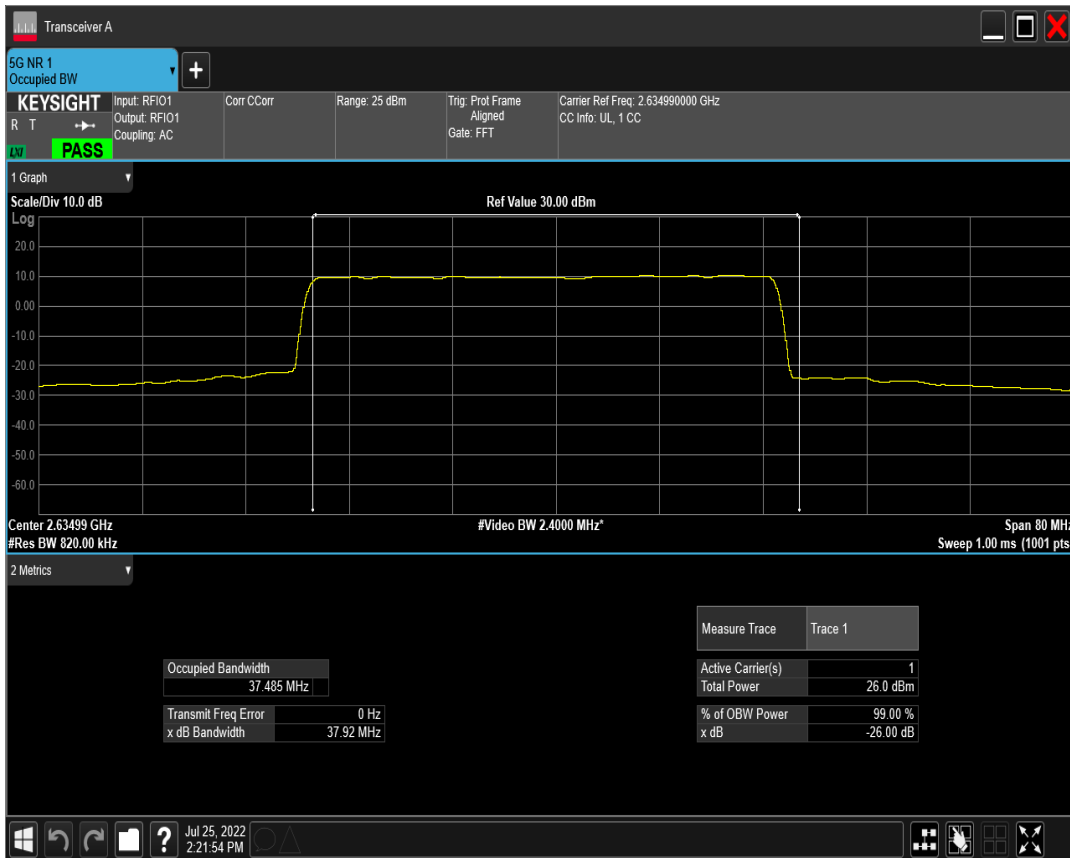 Transceiver A
5G NR 1
Occupied BW
KEYSIGHT
R T
LXI
PASS
Input: RFIO1
Output: RFIO1
Coupling: AC
Corr CCorr
Range: 25 dBm
Trig: Prot Frame
Aligned
Gate: FFT
Carrier Ref Freq: 2.634990000 GHz
CC Info: UL, 1 CC
1 Graph
Scale/Div 10.0 dB
Ref Value 30.00 dBm
Log
20.0
10.0
0.00
-10.0
-20.0
-30.0
-40.0
-50.0
-60.0
Center 2.63499 GHz
#Video BW 2.4000 MHz*
Span 80 MHz
#Res BW 820.00 kHz
Sweep 1.00 ms (1001 pts
2 Metrics
Measure Trace Trace 1
Occupied Bandwidth
37.485 MHz
Active Carrier(s) 1
Total Power 26.0 dBm
Transmit Freq Error 0 Hz
x dB Bandwidth 37.92 MHz
% of OBW Power 99.00 %
x dB -26.00 dB
?
Jul 25, 2022
2:21:54 PM